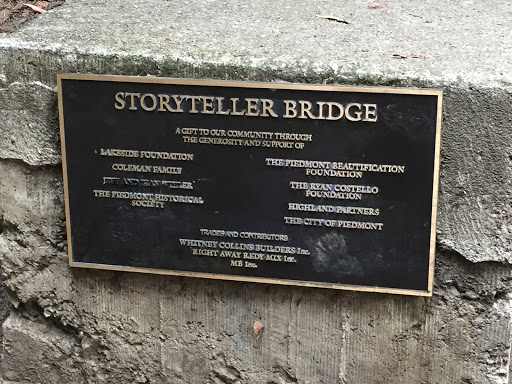 STORYTELLER BRIDGE
A GIFT TO OUR COMMUNITY THROUGH
THE GENEROSITY AND SUPPORT OF
LAKESIDE FOUNDATION
COLEMAN FAMILY
THE PIEDMONT HISTORICAL
SOCIETY
THE PIEDMONT BEAUTIFICATION
FOUNDATION
THE RYAN COSTELLO
FOUNDATION
HIGHLAND PARTNERS
THE CITY OF PIEDMONT
TRADES AND CONTRIBUTORS
WHITNEY COLLINS BUILDERS INC.
RIGHT AWAY REDY MIX INC.
MB INC.